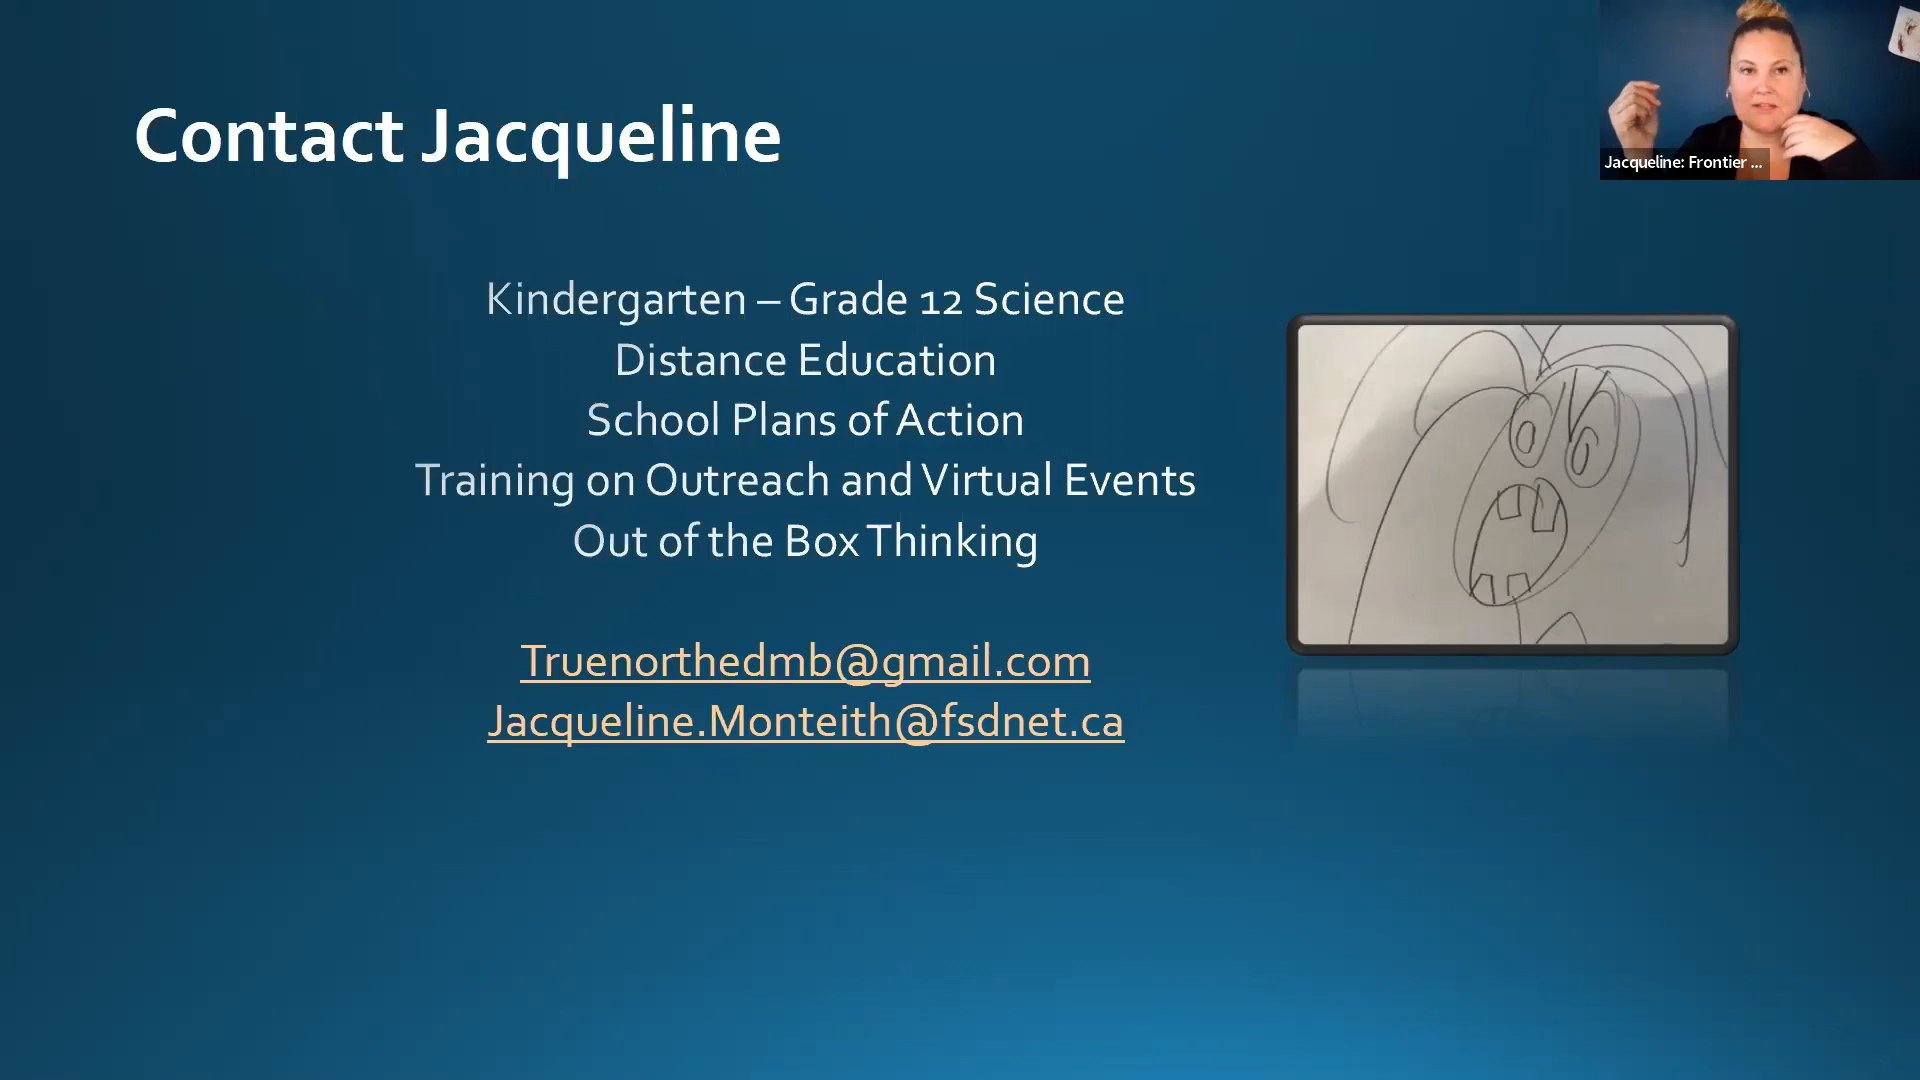 Contact Jacqueline
Jacqueline: Frontier ...
Kindergarten – Grade 12 Science
Distance Education
School Plans of Action
Training on Outreach and Virtual Events
Out of the Box Thinking
Truenorthedmb@gmail.com
Jacqueline.Monteith@fsdnet.ca